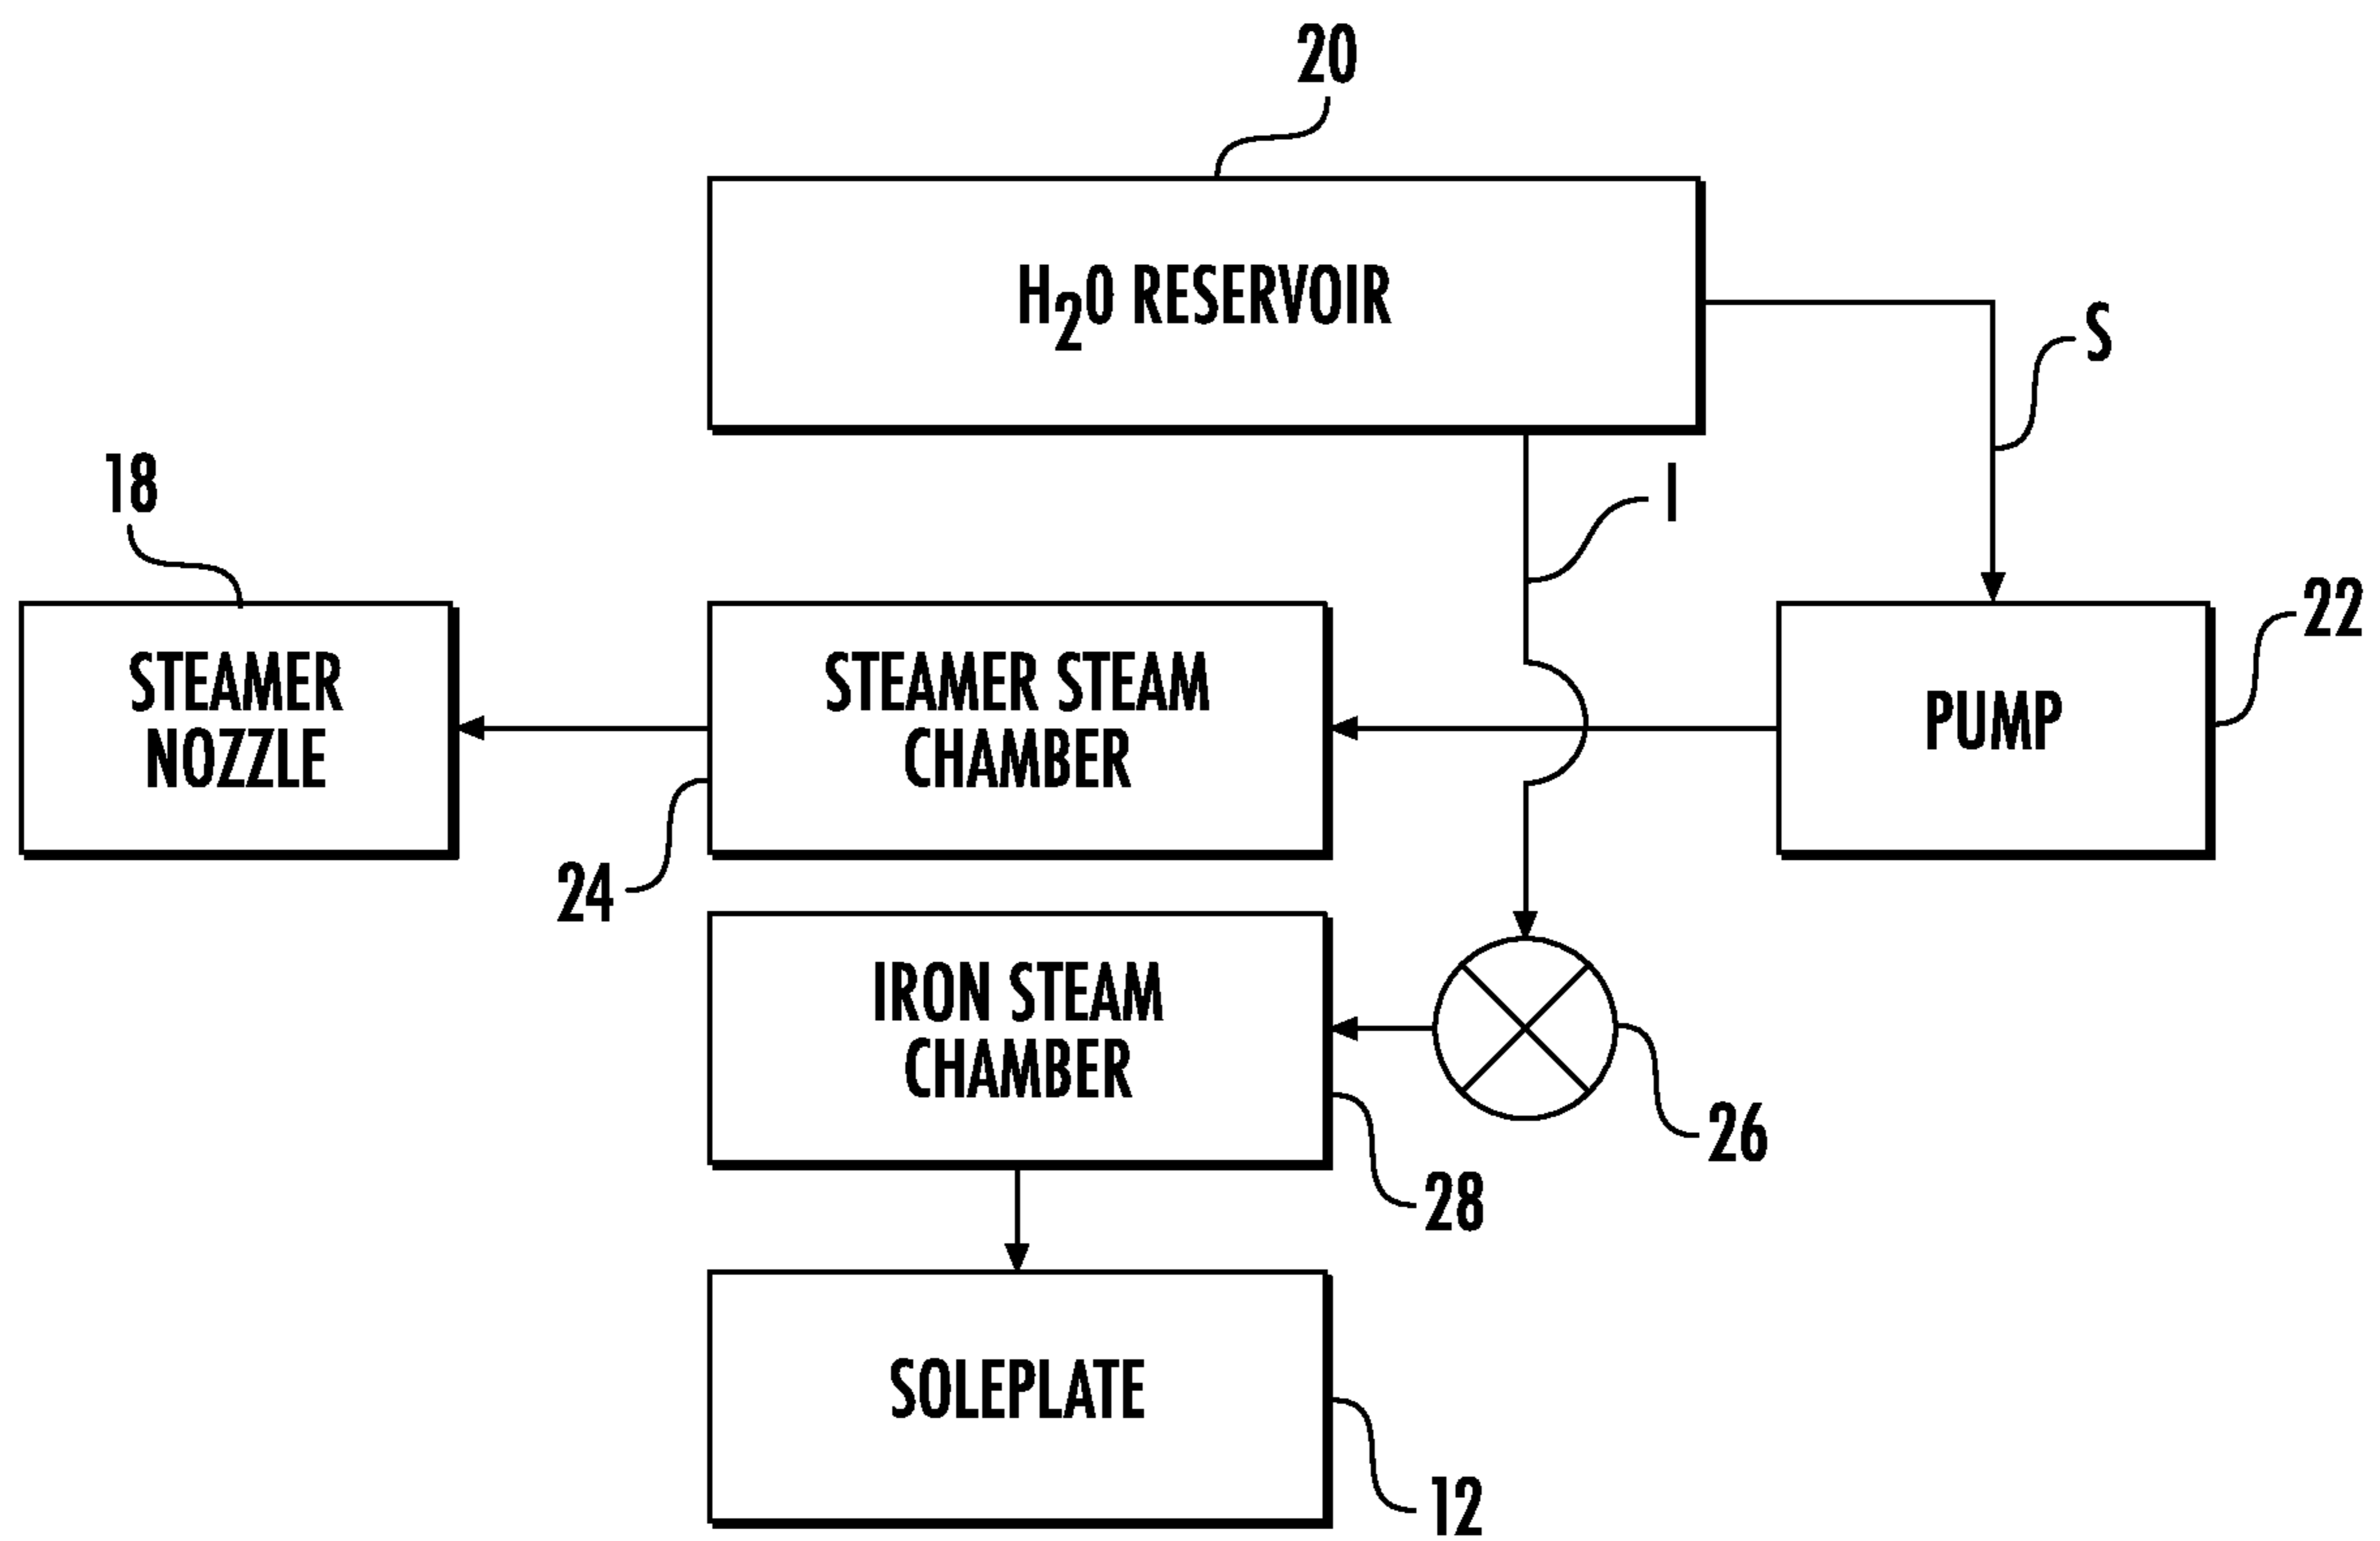 20
H2O RESERVOIR
S
I
18
22
STEAMER
NOZZLE
STEAMER STEAM
CHAMBER
PUMP
24
IRON STEAM
CHAMBER
26
28
SOLEPLATE
12